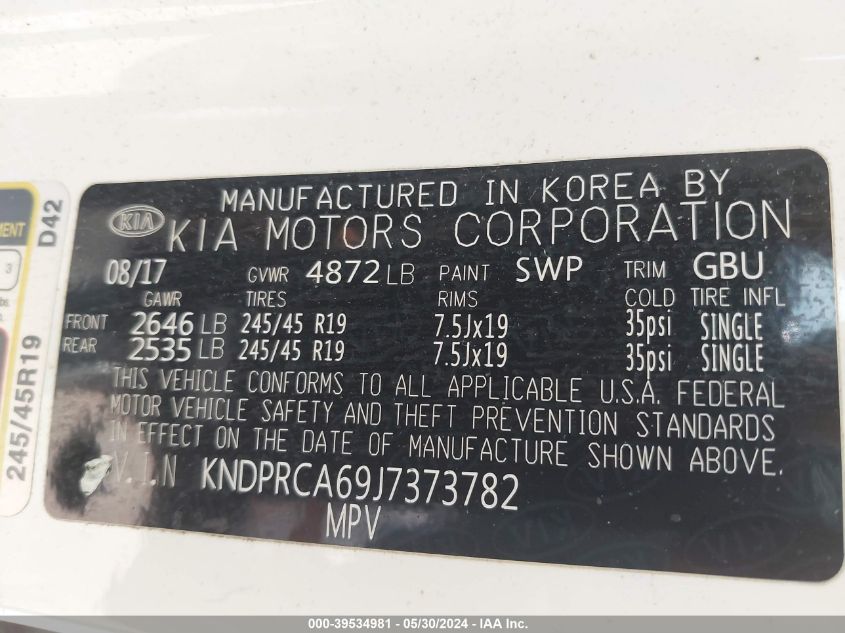 MANUFACTURED IN KOREA BY
KIA KIA MOTORS CORPORATION
08/17 GVWR 4872 LB PAINT SWP TRIM GBU
GAWR TIRES RIMS COLD TIRE INFL
FRONT 2646 LB 245/45 R19 7.5Jx19 35psi SINGLE
REAR 2535 LB 245/45 R19 7.5Jx19 35psi SINGLE
THIS VEHICLE CONFORMS TO ALL APPLICABLE U.S.A. FEDERAL
MOTOR VEHICLE SAFETY AND THEFT PREVENTION STANDARDS
IN EFFECT ON THE DATE OF MANUFACTURE SHOWN ABOVE.
V.I.N KNDPRCA69J7373782
MPV
D42
3
245/45R19
000-39534981 - 05/30/2024 - IAA Inc.